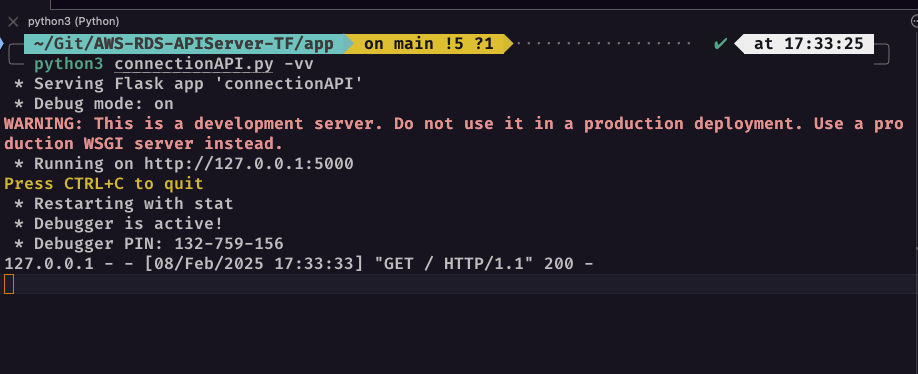 python3 (Python)
~/Git/AWS-RDS-APIServer-TF/app on main !5 ?1 ✔ at 17:33:25
python3 connectionAPI.py -vv
* Serving Flask app 'connectionAPI'
* Debug mode: on
WARNING: This is a development server. Do not use it in a production deployment. Use a pro
duction WSGI server instead.
* Running on http://127.0.0.1:5000
Press CTRL+C to quit
* Restarting with stat
* Debugger is active!
* Debugger PIN: 132-759-156
127.0.0.1 - - [08/Feb/2025 17:33:33] "GET / HTTP/1.1" 200 -